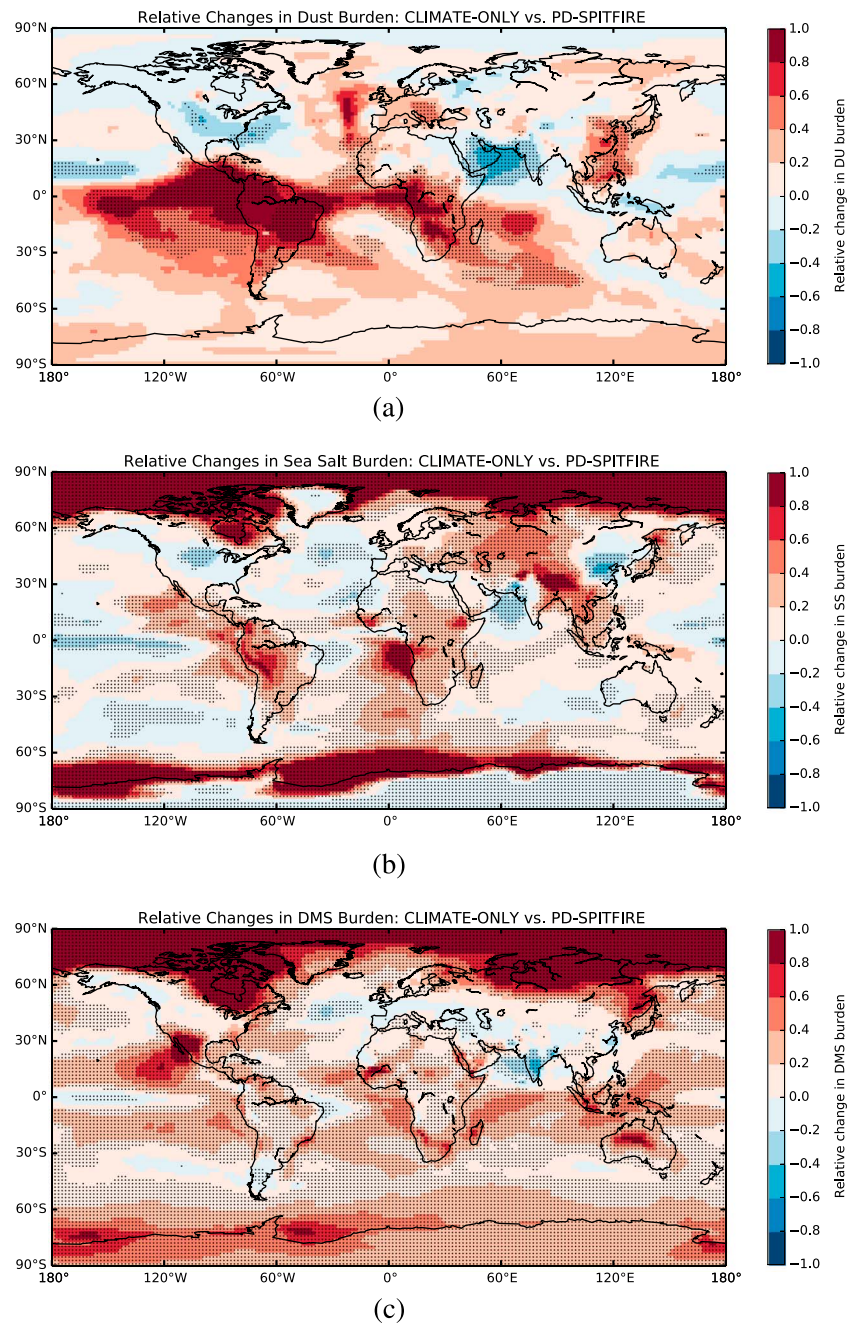 Relative Changes in Dust Burden: CLIMATE-ONLY vs. PD-SPITFIRE
90°N
60°N
30°N
0°
30°S
60°S
90°S
180°
120°W
60°W
0°
60°E
120°E
180°
1.0
0.8
0.6
0.4
0.2
0.0
−0.2
−0.4
−0.6
−0.8
−1.0
Relative change in DU burden
(a)
Relative Changes in Sea Salt Burden: CLIMATE-ONLY vs. PD-SPITFIRE
90°N
60°N
30°N
0°
30°S
60°S
90°S
180°
120°W
60°W
0°
60°E
120°E
180°
1.0
0.8
0.6
0.4
0.2
0.0
−0.2
−0.4
−0.6
−0.8
−1.0
Relative change in SS burden
(b)
Relative Changes in DMS Burden: CLIMATE-ONLY vs. PD-SPITFIRE
90°N
60°N
30°N
0°
30°S
60°S
90°S
180°
120°W
60°W
0°
60°E
120°E
180°
1.0
0.8
0.6
0.4
0.2
0.0
−0.2
−0.4
−0.6
−0.8
−1.0
Relative change in DMS burden
(c)